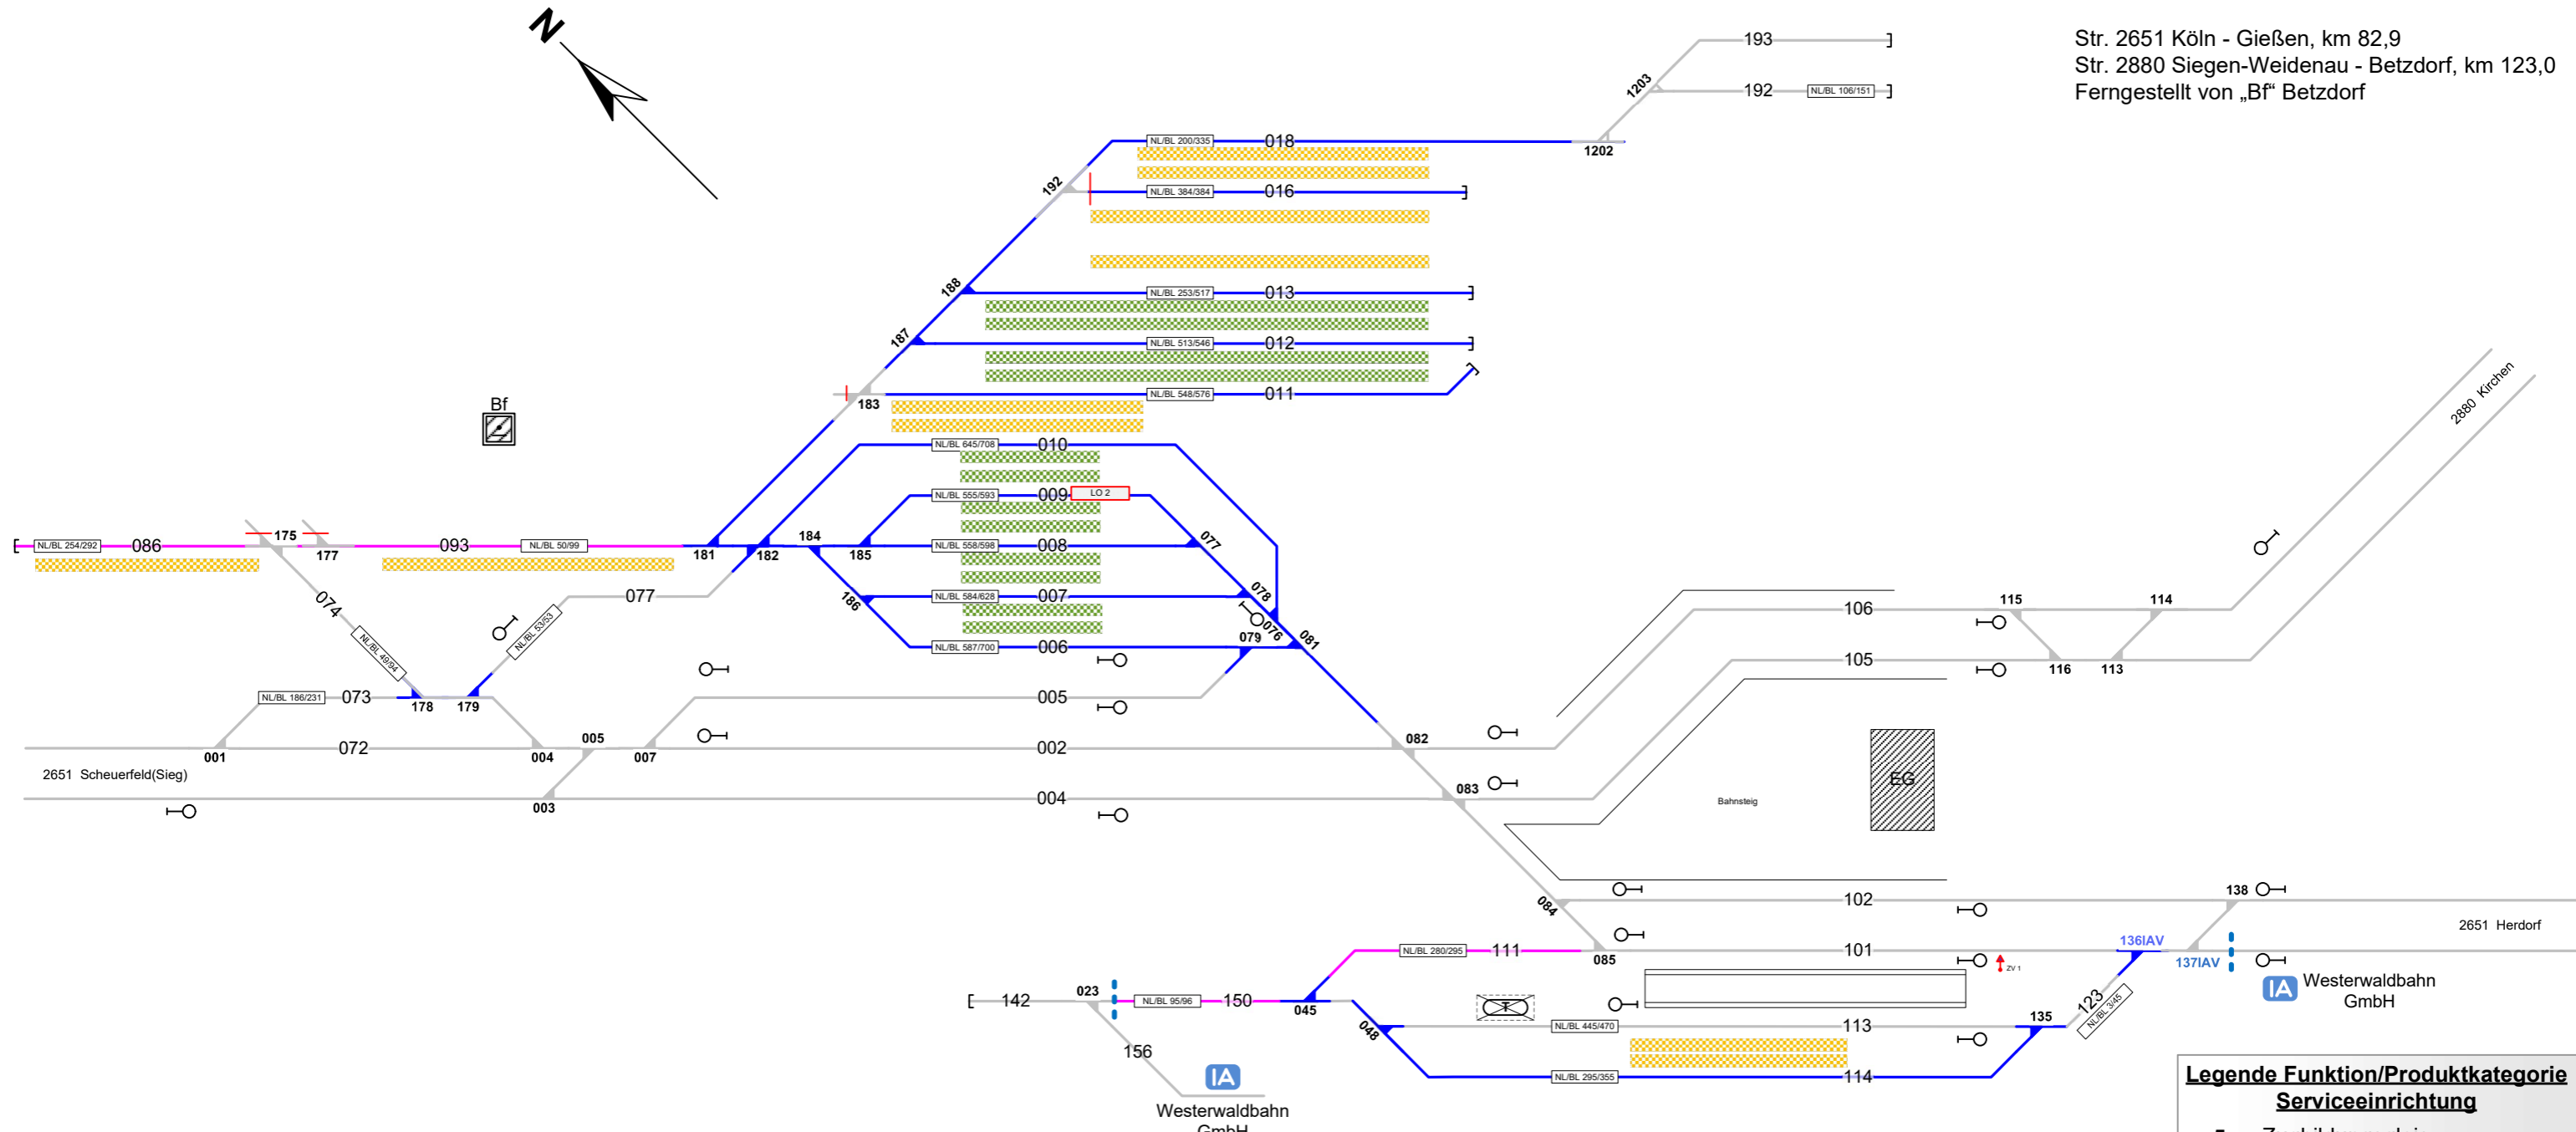 N
193
Str. 2651 Köln - Gießen, km 82,9
Str. 2880 Siegen-Weidenau - Betzdorf, km 123,0
Ferngestellt von „Bf“ Betzdorf
1203
192
NL/BL 106/151
NL/BL 200/335
018
1202
192
NL/BL 384/384
016
188
NL/BL 253/517
013
187
NL/BL 513/546
012
NL/BL 548/576
011
183
2880 Kirchen
Bf
NL/BL 645/708
010
NL/BL 555/593
009
LO 2
NL/BL 254/292
086
175
177
093
NL/BL 50/99
181
182
184
185
NL/BL 558/598
008
077
074
077
186
NL/BL 584/628
007
078
NL/BL 53/53
NL/BL 49/94
076
079
081
NL/BL 587/700
006
106
115
114
105
116
113
NL/BL 186/231
073
178
179
005
001
072
004
005
007
002
082
2651 Scheuerfeld(Sieg)
003
004
083
EG
Bahnsteig
084
102
138
2651 Herdorf
NL/BL 280/295
111
085
101
136IAV
137IAV
ZV 1
IA
Westerwaldbahn
GmbH
142
023
NL/BL 95/96
150
045
T
123
NL/BL 3/45
048
NL/BL 445/470
113
135
156
IA
NL/BL 295/355
114
Westerwaldbahn
GmbH
Legende Funktion/Produktkategorie
Serviceeinrichtung